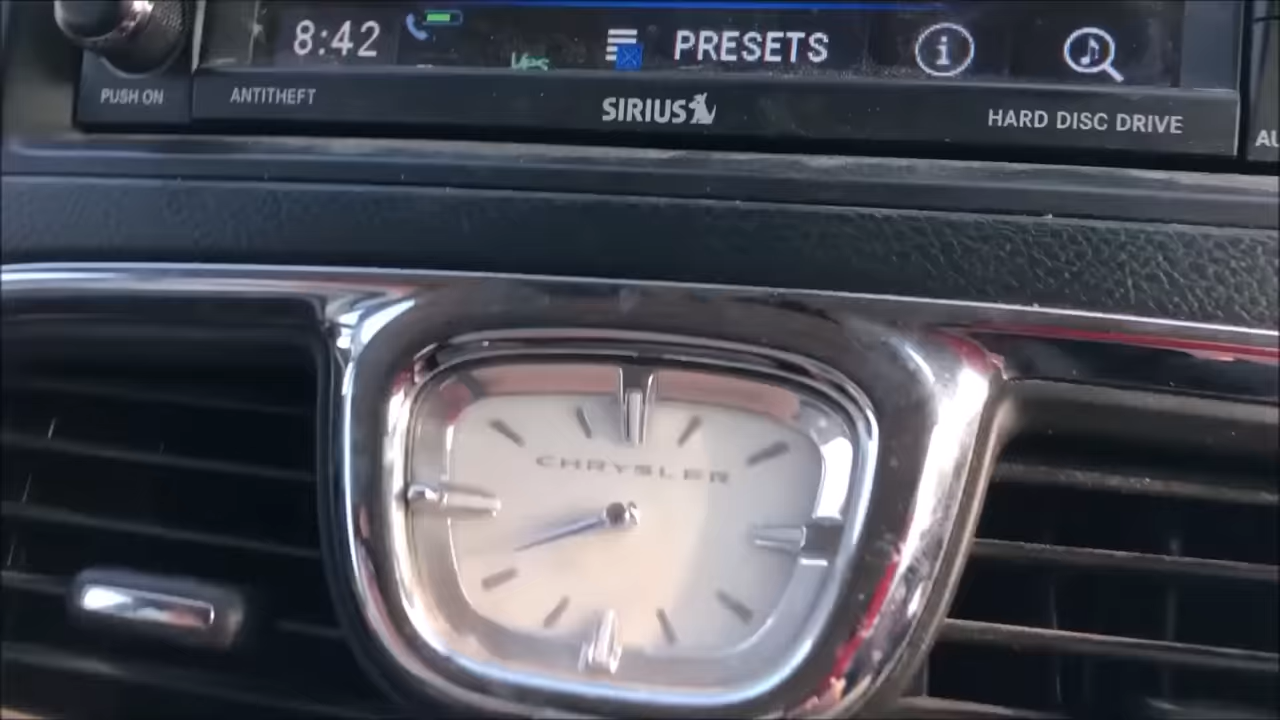 8:42 PRESETS
PUSH ON ANTITHEFT SIRIUS HARD DISC DRIVE
CHRYSLER